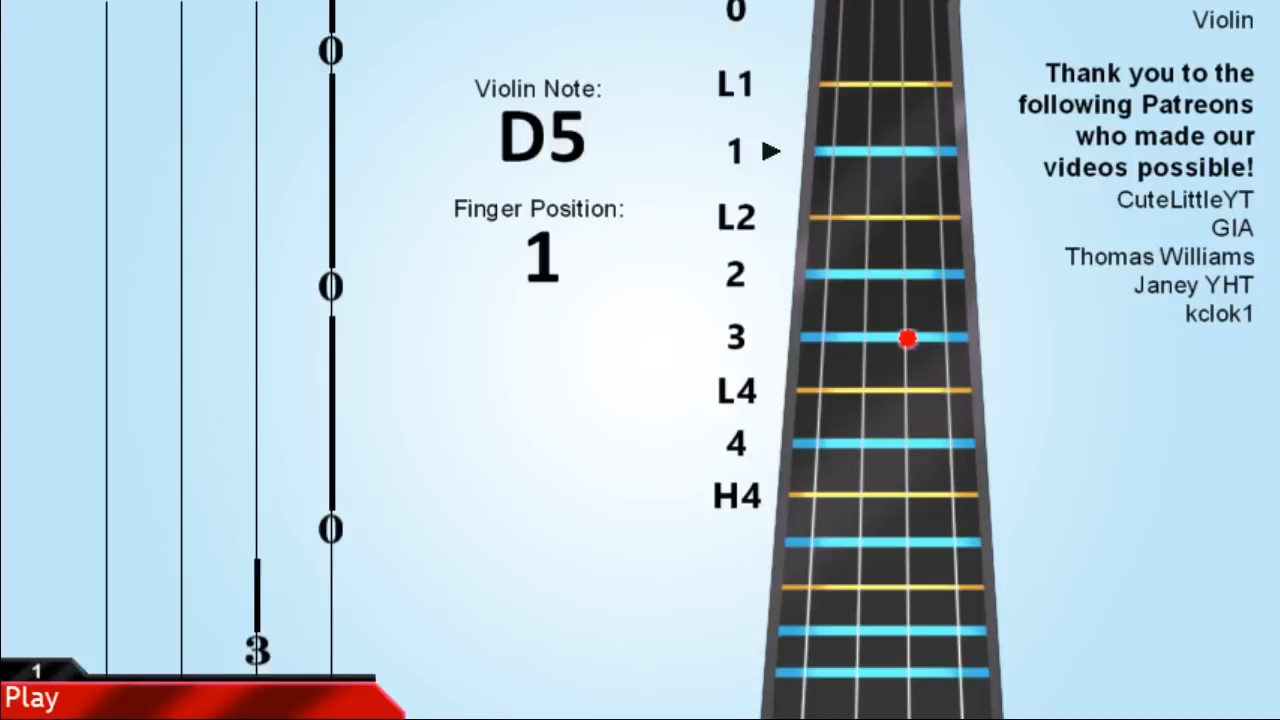 0
0
0
3
1
Play
Violin Note:
D5
Finger Position:
1
0
L1
1
L2
2
3
L4
4
H4
Violin
Thank you to the
following Patreons
who made our
videos possible!
CuteLittleYT
GIA
Thomas Williams
Janey YHT
kclok1